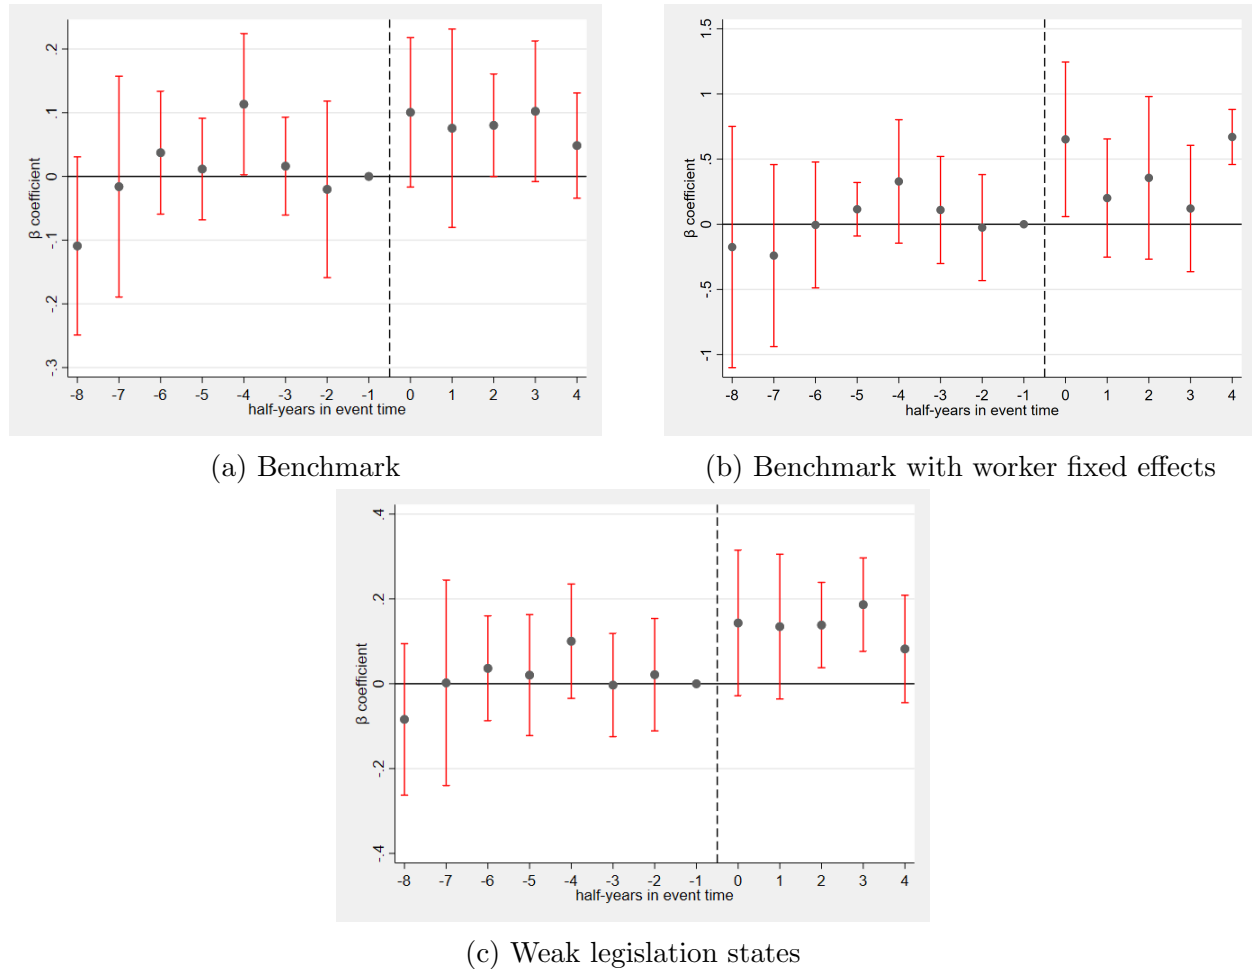 .2
.1
0
-.1
-.2
-.3
β coefficient
-8 -7 -6 -5 -4 -3 -2 -1 0 1 2 3 4
half-years in event time
(a) Benchmark
1.5
1
.5
0
-.5
-1
β coefficient
-8 -7 -6 -5 -4 -3 -2 -1 0 1 2 3 4
half-years in event time
(b) Benchmark with worker fixed effects
.4
.2
0
-.2
-.4
β coefficient
-8 -7 -6 -5 -4 -3 -2 -1 0 1 2 3 4
half-years in event time
(c) Weak legislation states